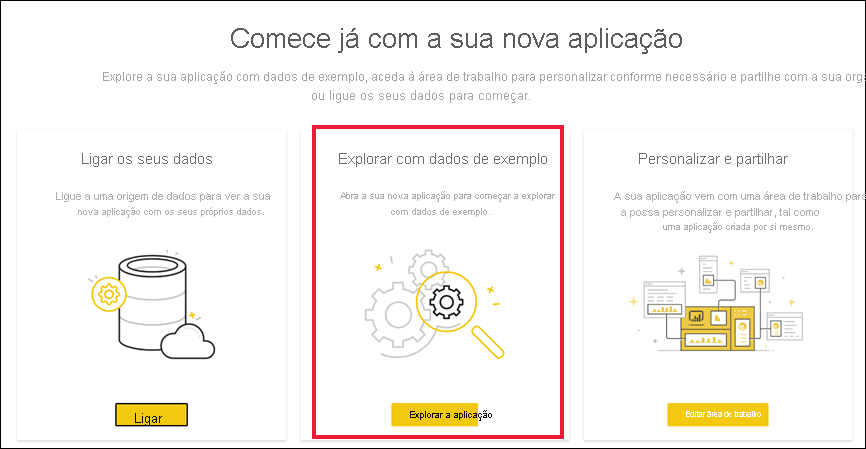 Comece já com a sua nova aplicação
Explore a sua aplicação com dados de exemplo, aceda à área de trabalho para personalizar conforme necessário e partilhe com a sua
ou ligue os seus dados para começar.
Ligar os seus dados
Ligue a uma origem de dados para ver a sua
nova aplicação com os seus próprios dados.
Ligar
Explorar com dados de exemplo
Abra a sua nova aplicação para começar a explorar
com dados de exemplo.
Explorar a aplicação
Personalizar e partilhar
A sua aplicação vem com uma área de trabalho para
a possa personalizar e partilhar, tal como
uma aplicação criada por si mesmo.
Editar área de trabalho